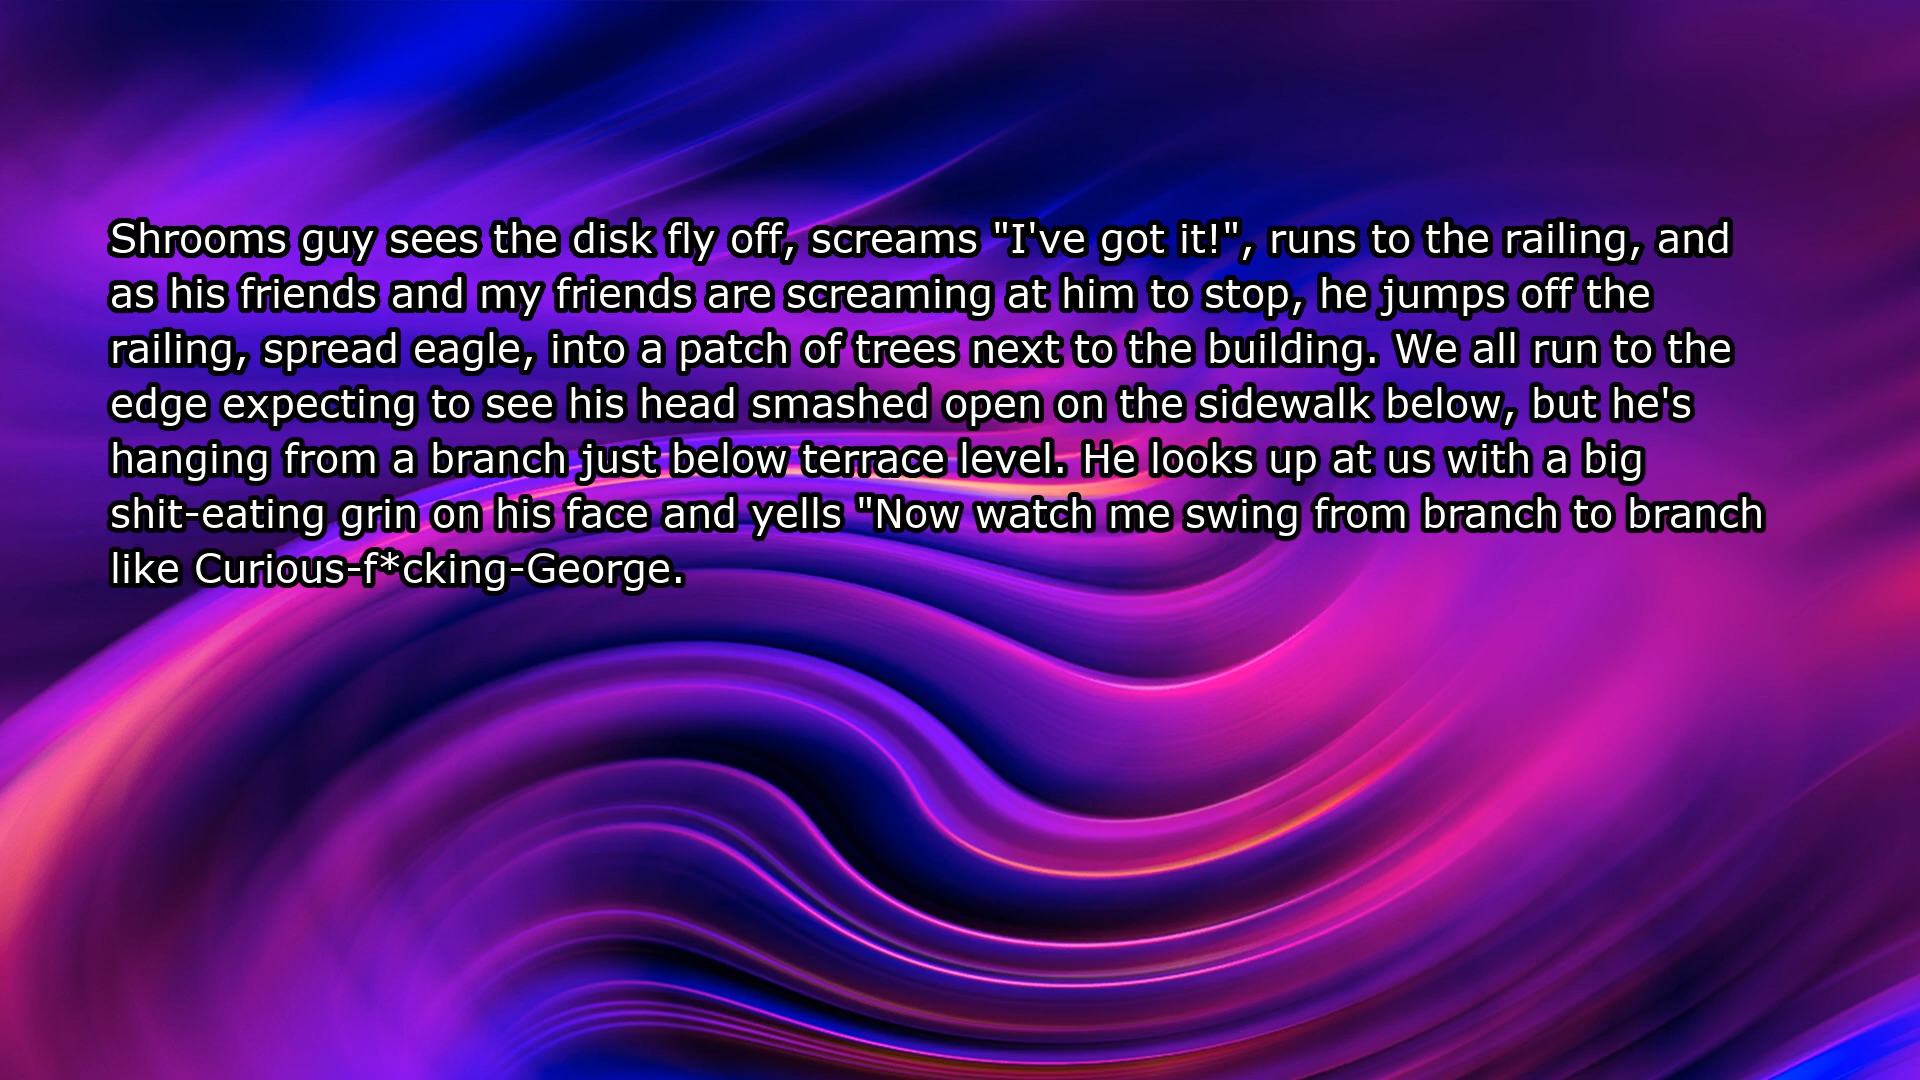 Shrooms guy sees the disk fly off, screams "I've got it!", runs to the railing, and
as his friends and my friends are screaming at him to stop, he jumps off the
railing, spread eagle, into a patch of trees next to the building. We all run to the
edge expecting to see his head smashed open on the sidewalk below, but he's
hanging from a branch just below terrace level. He looks up at us with a big
shit-eating grin on his face and yells "Now watch me swing from branch to branch
like Curious-f*cking-George.